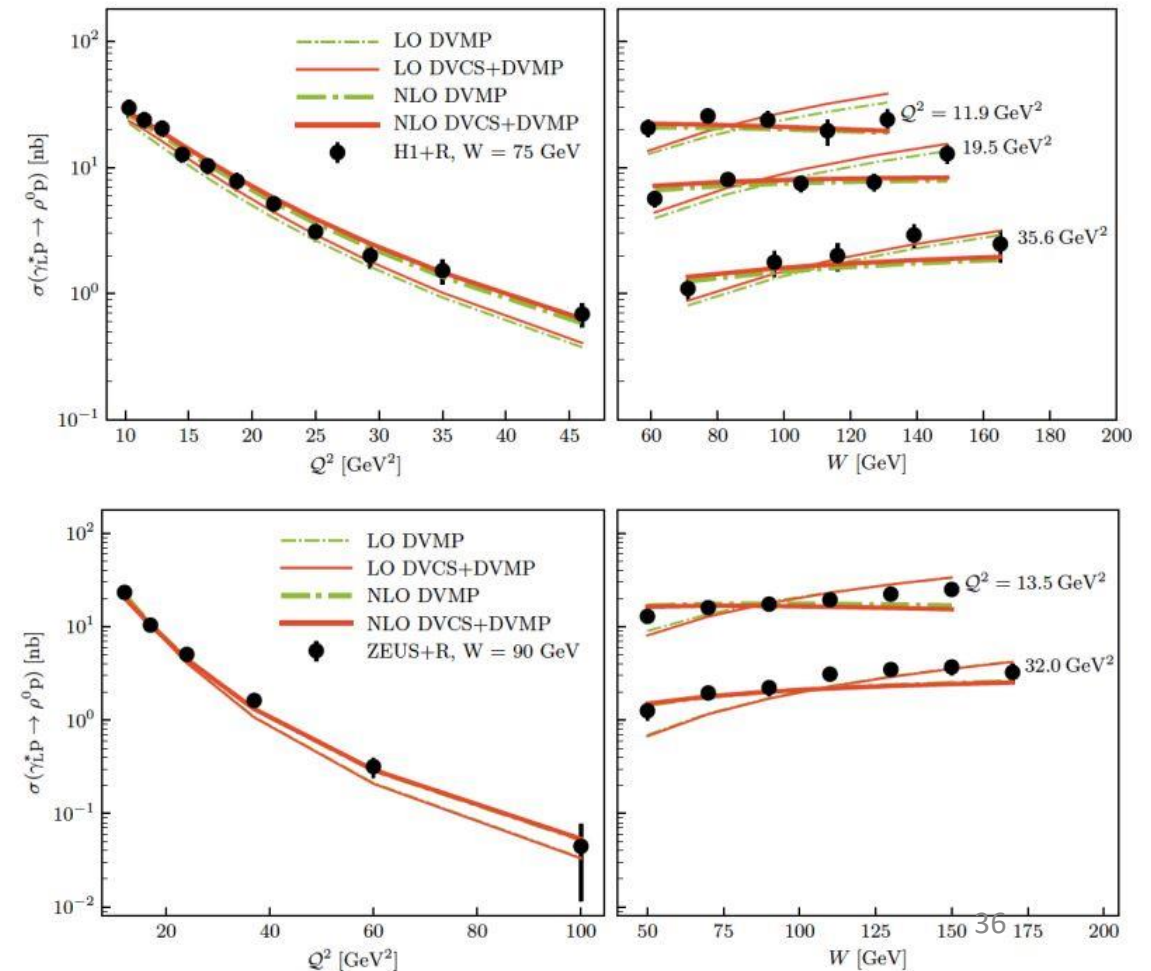 σ(γ*_L p → ρ⁰p) [nb]
10²
10¹
10⁰
10⁻¹
LO DVMP
LO DVCS+DVMP
NLO DVMP
NLO DVCS+DVMP
H1+R, W = 75 GeV
10 15 20 25 30 35 40 45
Q² [GeV²]
Q² = 11.9 GeV²
19.5 GeV²
35.6 GeV²
60 80 100 120 140 160 180 200
W [GeV]
σ(γ*_L p → ρ⁰p) [nb]
10²
10¹
10⁰
10⁻¹
10⁻²
LO DVMP
LO DVCS+DVMP
NLO DVMP
NLO DVCS+DVMP
ZEUS+R, W = 90 GeV
20 40 60 80 100
Q² [GeV²]
Q² = 13.5 GeV²
32.0 GeV²
50 75 100 125 150 175 200
W [GeV]
36